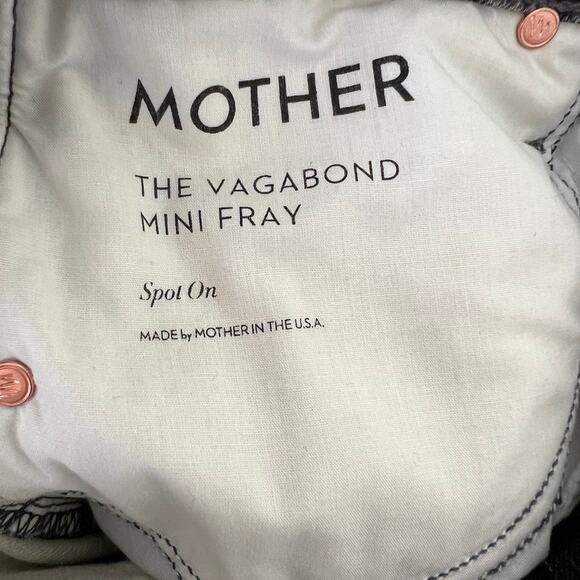 MOTHER
THE VAGABOND
MINI FRAY
Spot On
MADE by MOTHER IN THE U.S.A.